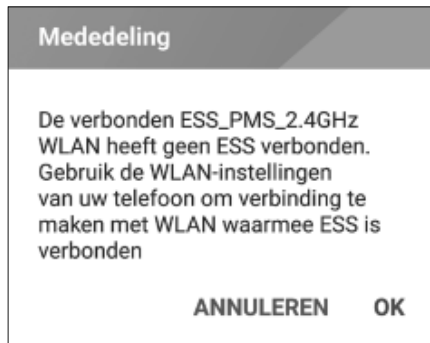 Mededeling
De verbonden ESS_PMS_2.4GHz
WLAN heeft geen ESS verbonden.
Gebruik de WLAN-instellingen
van uw telefoon om verbinding te
maken met WLAN waarmee ESS is
verbonden
ANNULEREN OK